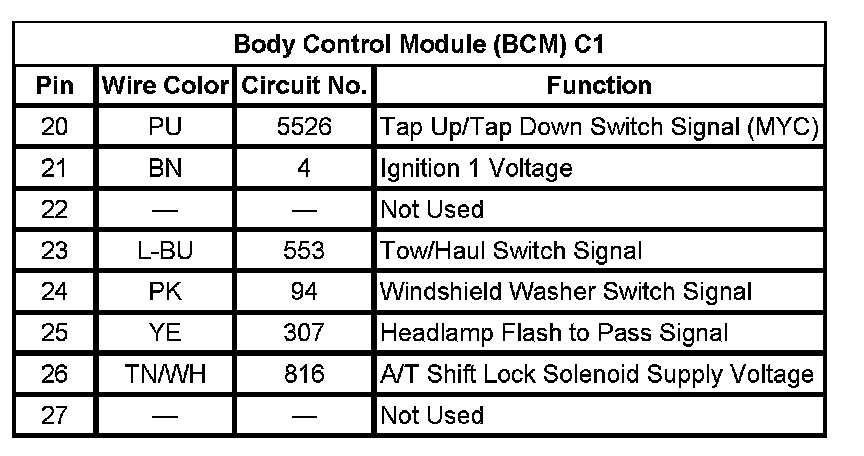 Body Control Module (BCM) C1
Pin Wire Color Circuit No. Function
20 PU 5526 Tap Up/Tap Down Switch Signal (MYC)
21 BN 4 Ignition 1 Voltage
22 — — Not Used
23 L-BU 553 Tow/Haul Switch Signal
24 PK 94 Windshield Washer Switch Signal
25 YE 307 Headlamp Flash to Pass Signal
26 TN/WH 816 A/T Shift Lock Solenoid Supply Voltage
27 — — Not Used